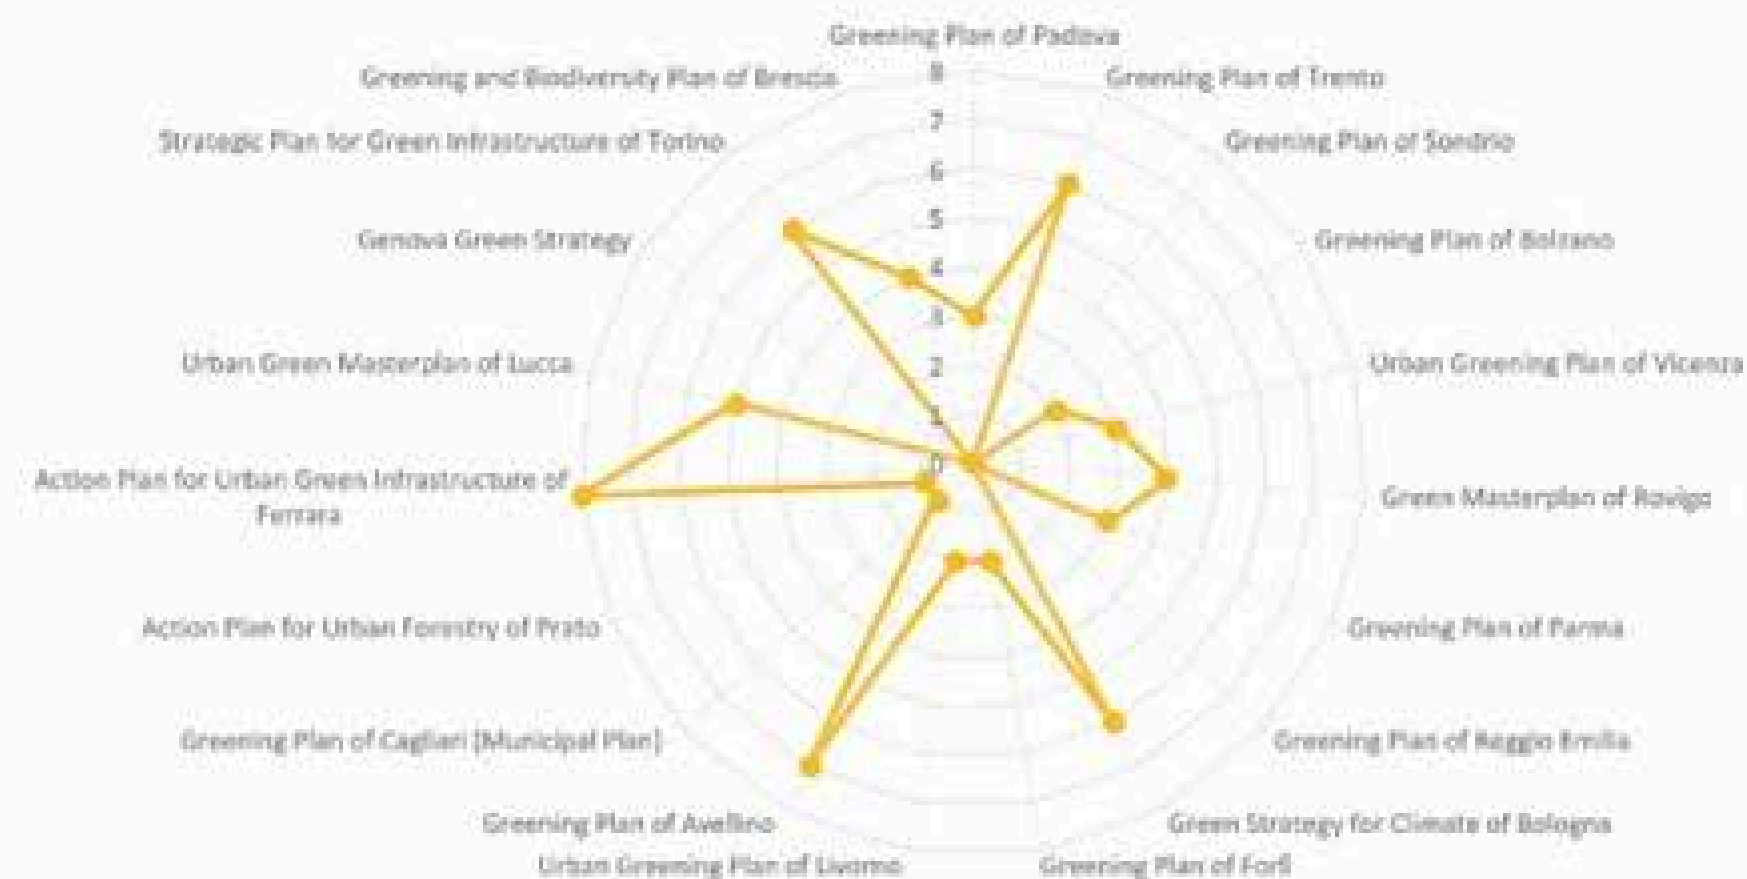 Greening Plan of Padova
Greening and Biodiversity Plan of Brescia
8
Greening Plan of Trento
7
Strategic Plan for Green Infrastructure of Torino
Greening Plan of Sondrio
6
5
Genova Green Strategy
Greening Plan of Bolzano
4
3
Urban Green Masterplan of Lucca
2
Urban Greening Plan of Vicenza
1
0
Action Plan for Urban Green Infrastructure of
Ferrara
Green Masterplan of Rovigo
Action Plan for Urban Forestry of Prato
Greening Plan of Parma
Greening Plan of Cagliari (Municipal Plan)
Greening Plan of Reggio Emilia
Greening Plan of Avellino
Green Strategy for Climate of Bologna
Urban Greening Plan of Livorno
Greening Plan of Forlì